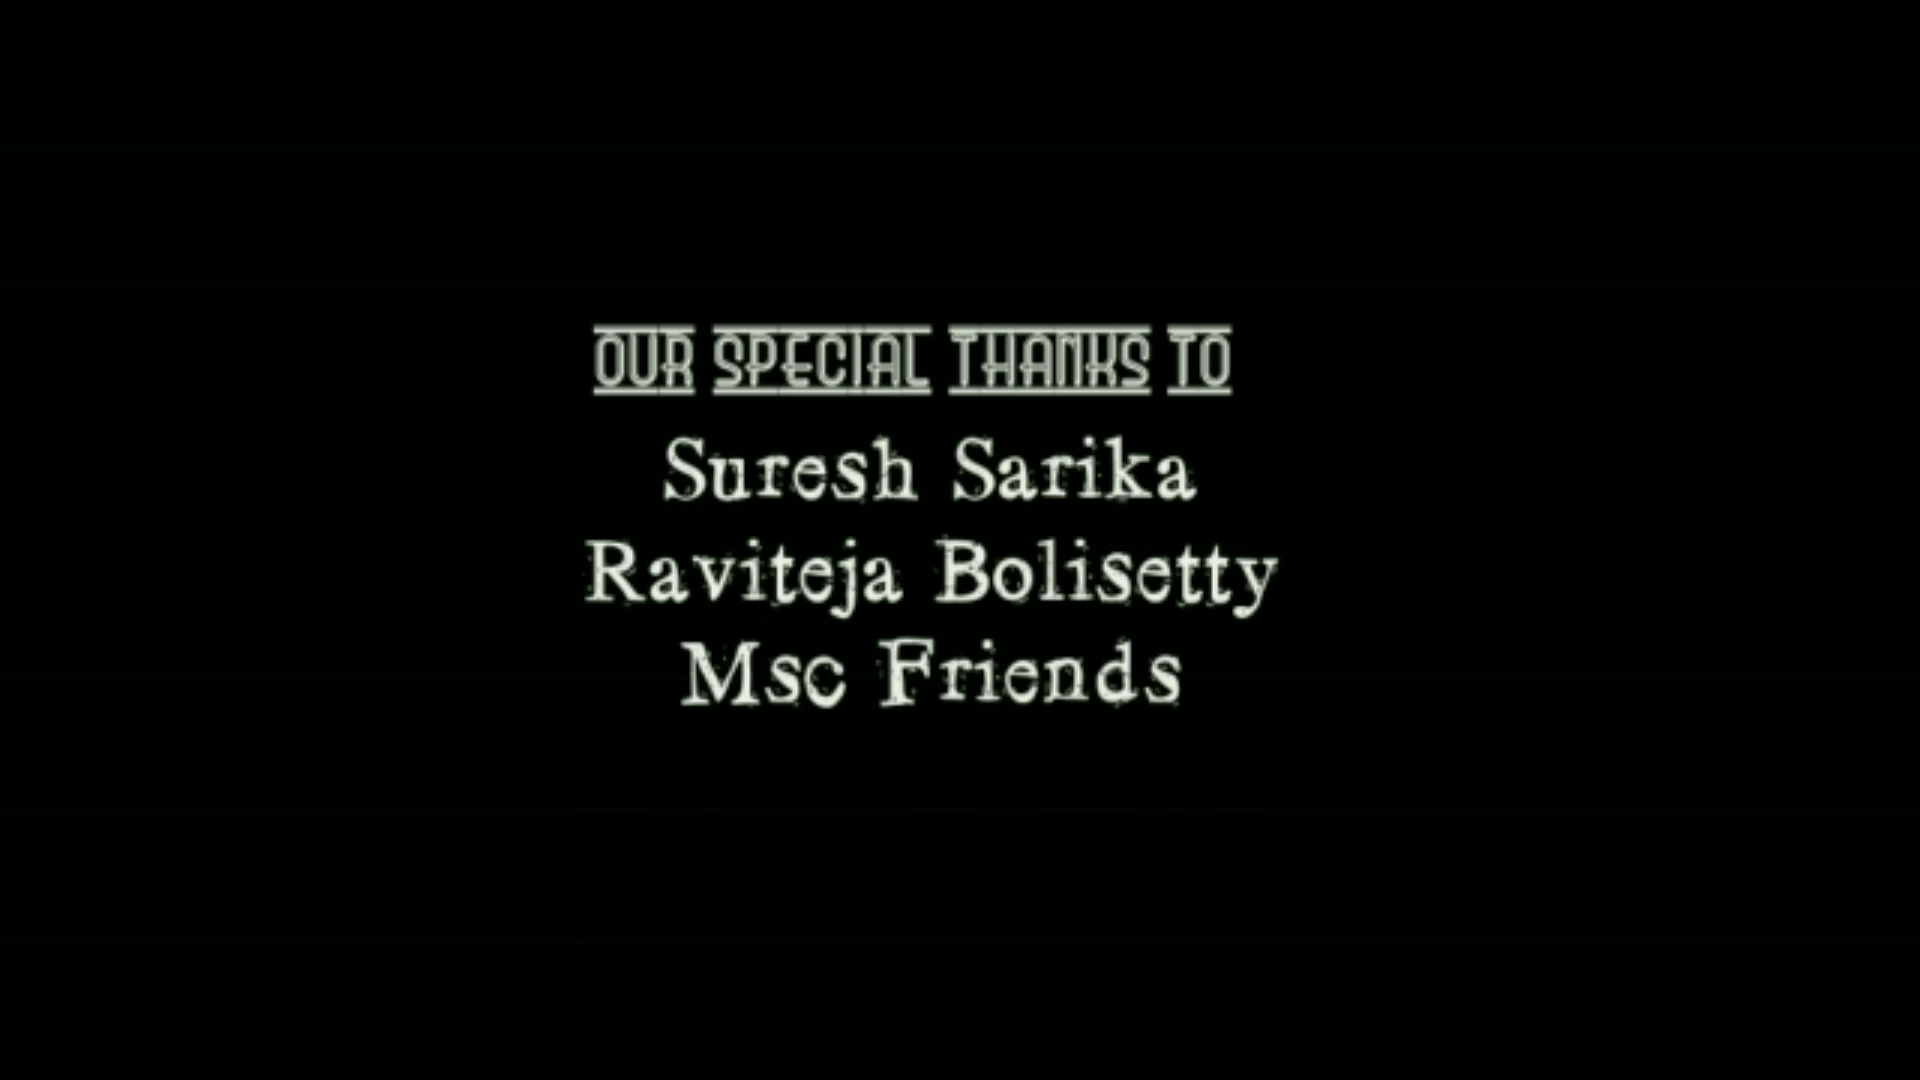 OUR SPECIAL THANKS TO
Suresh Sarika
Raviteja Bolisetty
Msc Friends